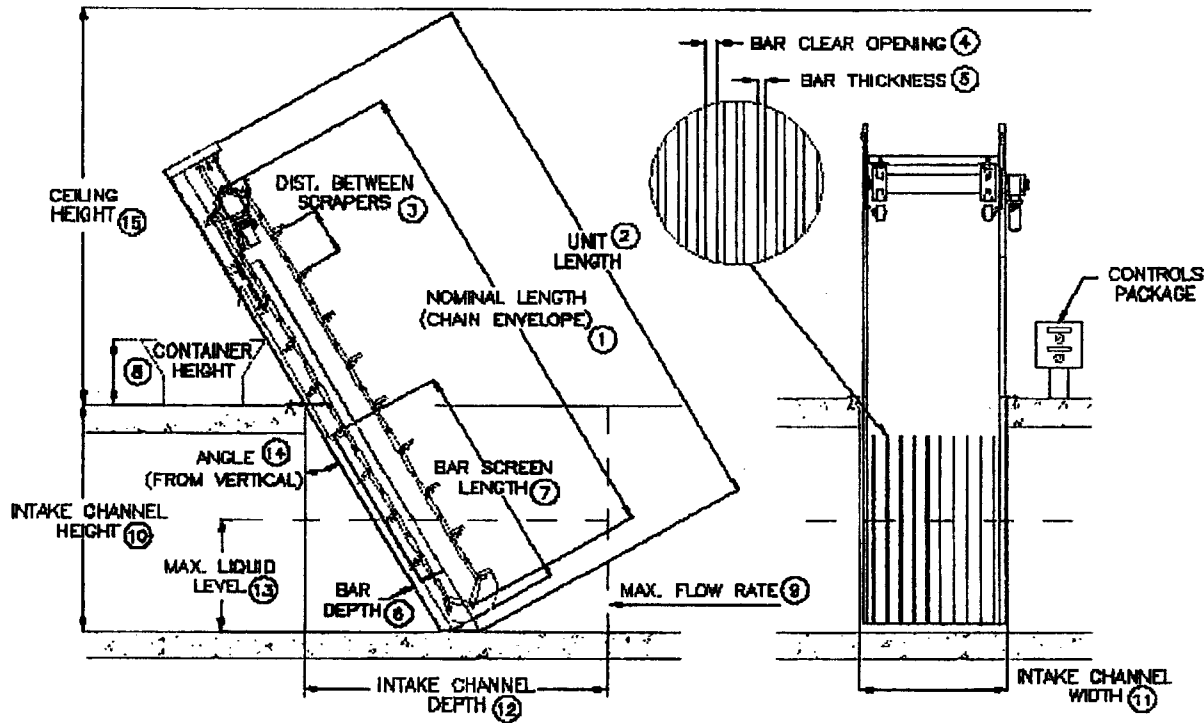 BAR CLEAR OPENING 4
BAR THICKNESS 5
CEILING
HEIGHT 15
DIST. BETWEEN
SCRAPERS 3
UNIT 2
LENGTH
NOMINAL LENGTH
(CHAIN ENVELOPE) 1
CONTROLS
PACKAGE
8 CONTAINER
HEIGHT
ANGLE 14
(FROM VERTICAL)
BAR SCREEN
LENGTH 7
INTAKE CHANNEL
HEIGHT 10
MAX. LIQUID
LEVEL 13
BAR
DEPTH 6
MAX. FLOW RATE 9
INTAKE CHANNEL
DEPTH 12
INTAKE CHANNEL
WIDTH 11